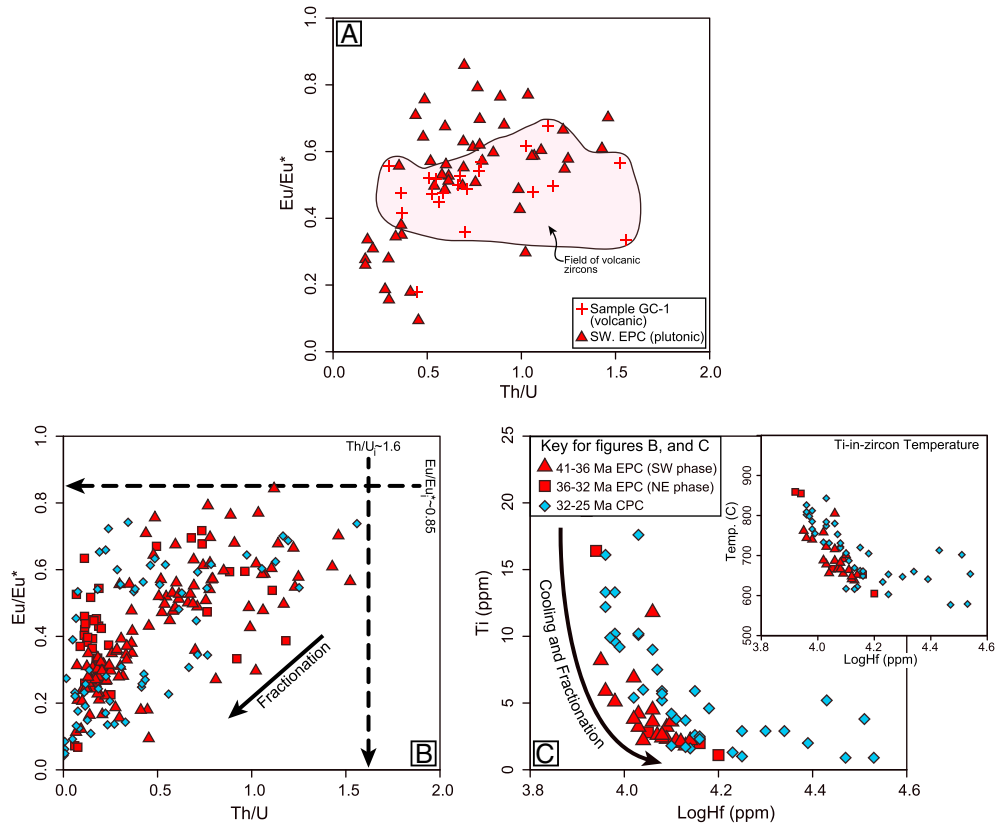 A
1.0
0.8
0.6
0.4
0.2
0.0
Eu/Eu*
Field of volcanic
zircons
Sample GC-1
(volcanic)
SW. EPC (plutonic)
0.0 0.5 1.0 1.5 2.0
Th/U
1.0
0.8
0.6
0.4
0.2
0.0
Eu/Eu*
Th/Ui~1.6
Eu/Eu*i~0.85
Fractionation
B
0.0 0.5 1.0 1.5 2.0
Th/U
25
20
15
10
5
0
Ti (ppm)
Key for figures B, and C
41-36 Ma EPC (SW phase)
36-32 Ma EPC (NE phase)
32-25 Ma CPC
Cooling and Fractionation
C
3.8 4.0 4.2 4.4 4.6
LogHf (ppm)
Ti-in-zircon Temperature
900
800
700
600
500
Temp. (C)
3.8 4.0 4.2 4.4 4.6
LogHf (ppm)